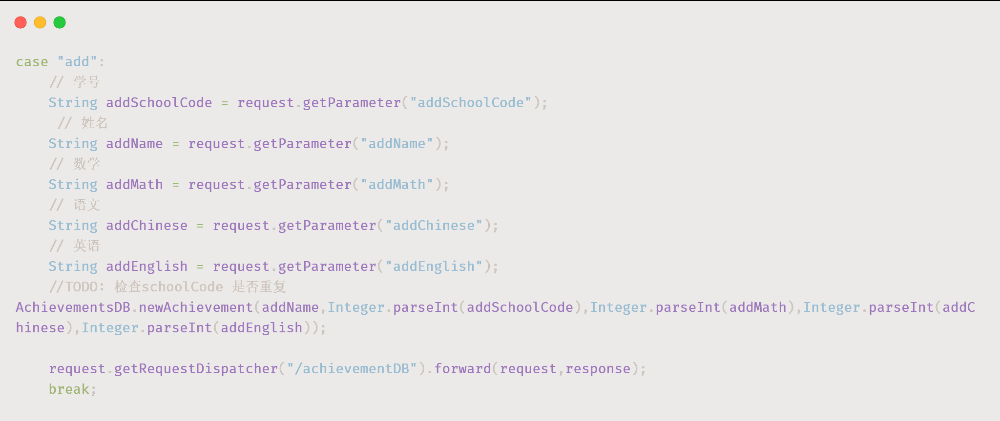 case "add":
    // 学号
    String addSchoolCode = request.getParameter("addSchoolCode");
     // 姓名
    String addName = request.getParameter("addName");
    // 数学
    String addMath = request.getParameter("addMath");
    // 语文
    String addChinese = request.getParameter("addChinese");
    // 英语
    String addEnglish = request.getParameter("addEnglish");
    //TODO: 检查schoolCode 是否重复
AchievementsDB.newAchievement(addName,Integer.parseInt(addSchoolCode),Integer.parseInt(addMath),Integer.parseInt(addC
hinese),Integer.parseInt(addEnglish));

    request.getRequestDispatcher("/achievementDB").forward(request,response);
    break;